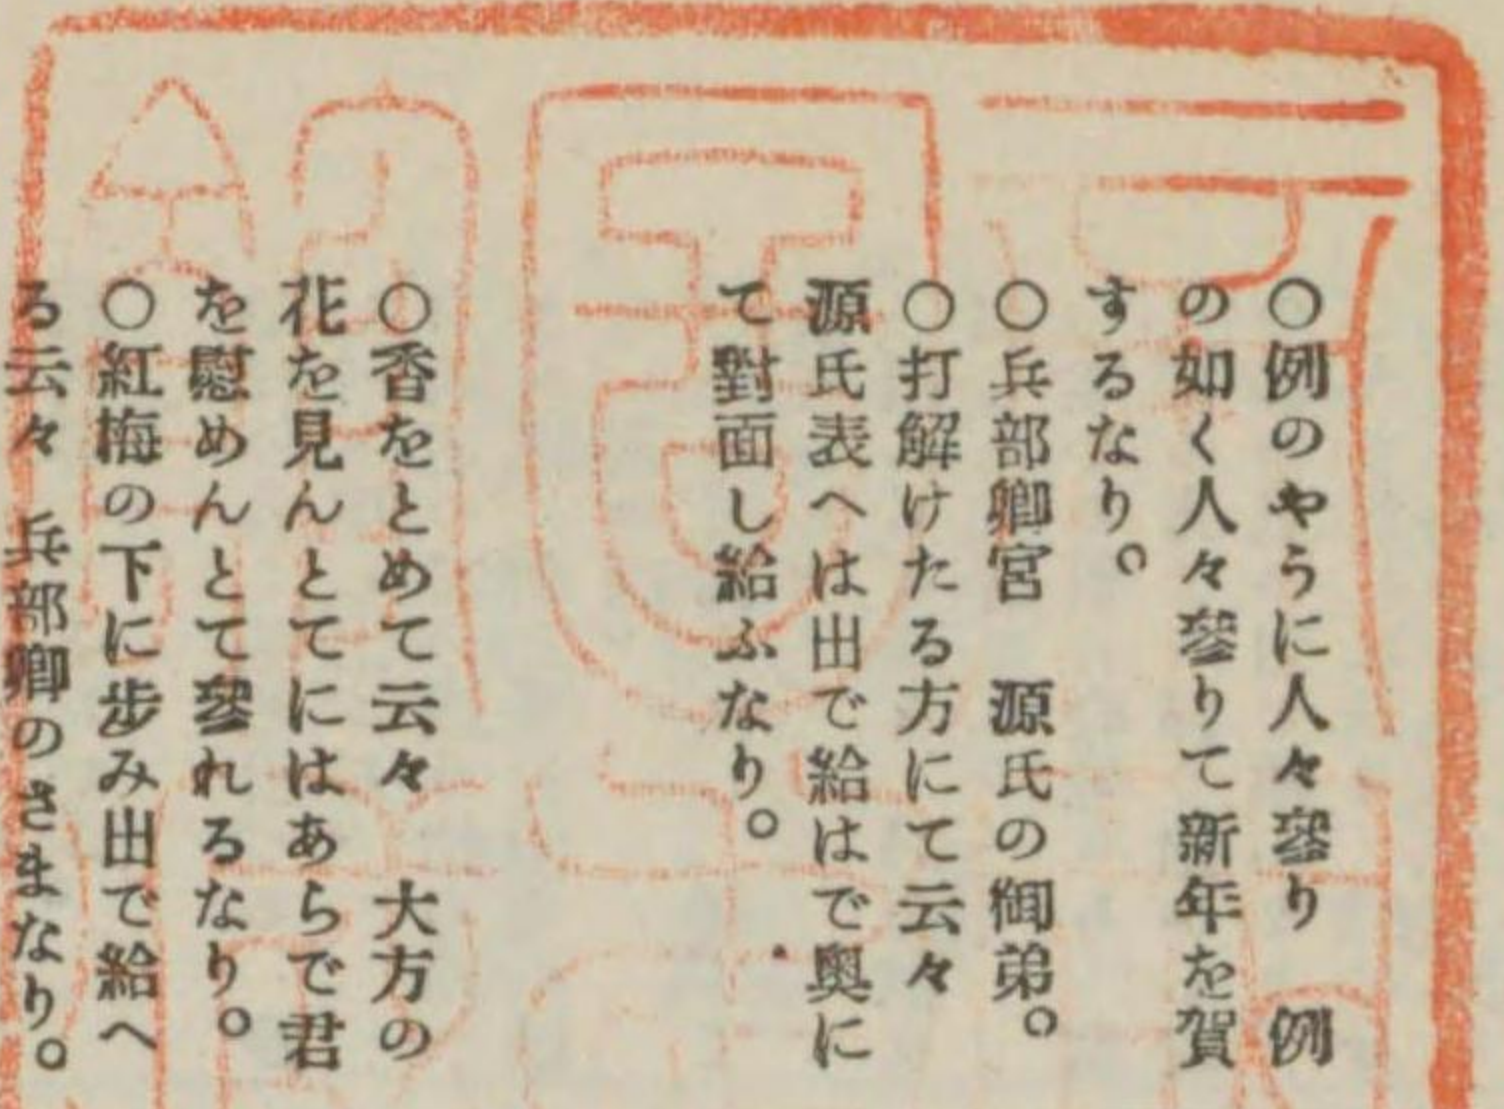 ○例のやうに人々參り　例
の如く人々參りて新年を賀
するなり。
○兵部卿宮　源氏の御弟。
○打解けたる方にて云々
源氏表へは出で給はで奥に
て對面し給ふなり。
○香をとめて云々　大方の
花を見んとてにはあらで君
を慰めんとて參れるなり。
○紅梅の下に步み出で給へ
る云々　兵部卿のさまなり。